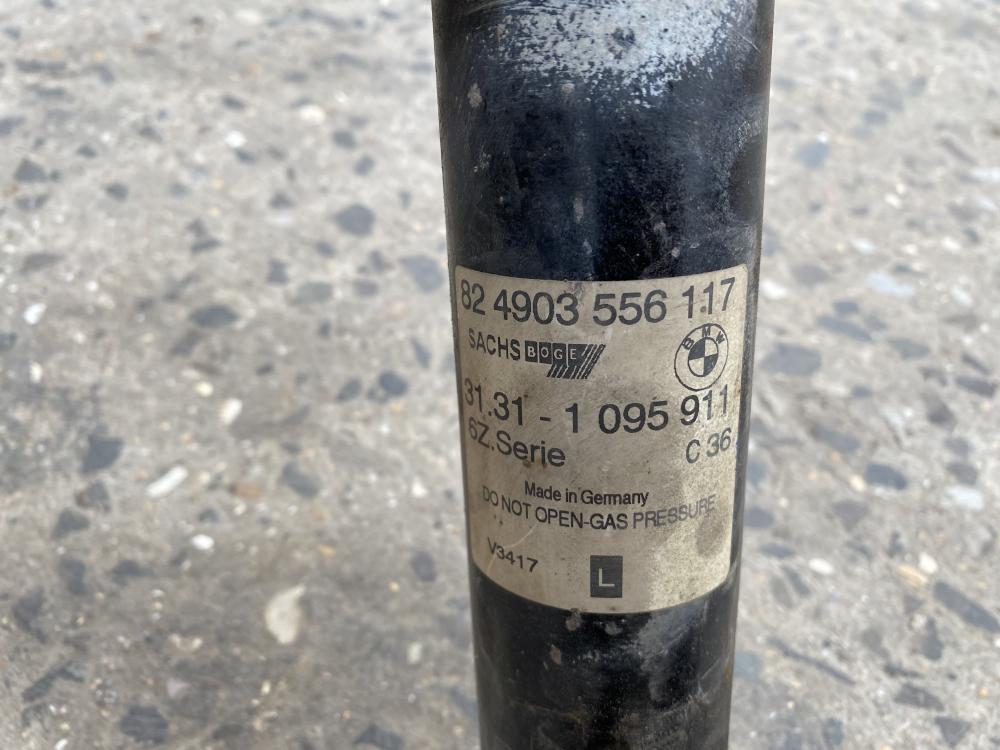 82 4903 556 117
SACHS BOGE
BMW
31.31 - 1 095 911
6Z.Serie C 36
Made in Germany
DO NOT OPEN-GAS PRESSURE
V3417
L